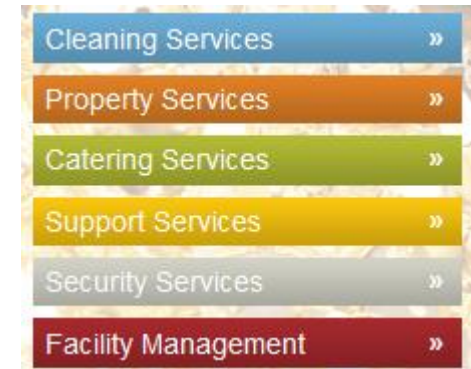 Cleaning Services »
Property Services »
Catering Services »
Support Services »
Security Services »
Facility Management »